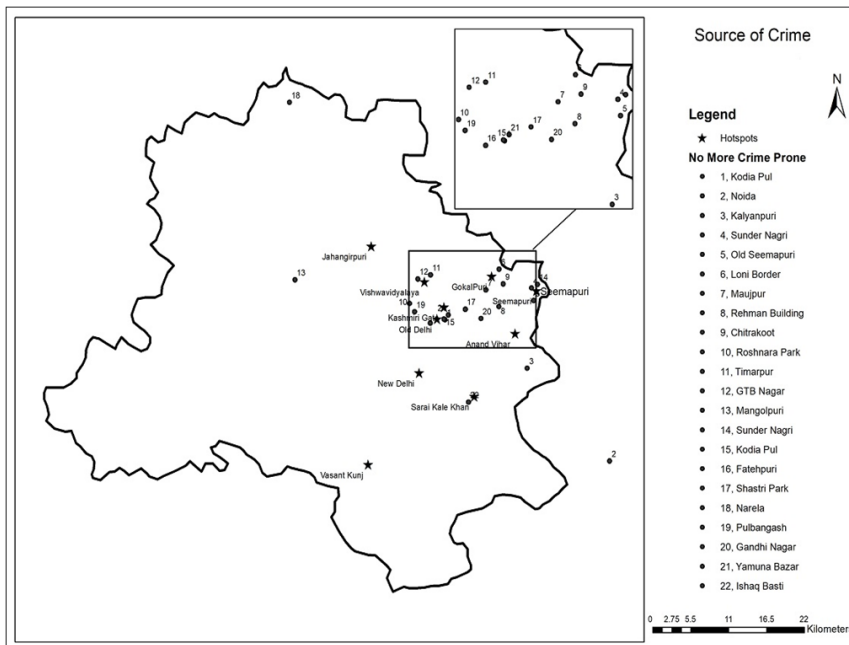 Source of Crime
N
Legend
Hotspots
No More Crime Prone
1, Kodia Pul
2, Noida
3, Kalyanpuri
4, Sunder Nagri
5, Old Seemapuri
6, Loni Border
7, Maujpur
8, Rehman Building
9, Chitrakoot
10, Roshnara Park
11, Timarpur
12, GTB Nagar
13, Mangolpuri
14, Sunder Nagri
15, Kodia Pul
16, Fatehpuri
17, Shastri Park
18, Narela
19, Pulbangash
20, Gandhi Nagar
21, Yamuna Bazar
22, Ishaq Basti
0 2.75 5.5 11 16.5 22
Kilometers
12 11
7 9 4
5
10
19
17 8
21
15
16 20
3
18
Jahangirpuri
13
12 11
14
9
Vishwavidyalaya
GokalPuri
Seemapuri
Seemapuri
10
19 17 8
Kashmiri Gat
20
Old Delhi 15
Anand Vihar
3
New Delhi
Sarai Kale Khan
2
Vasant Kunj